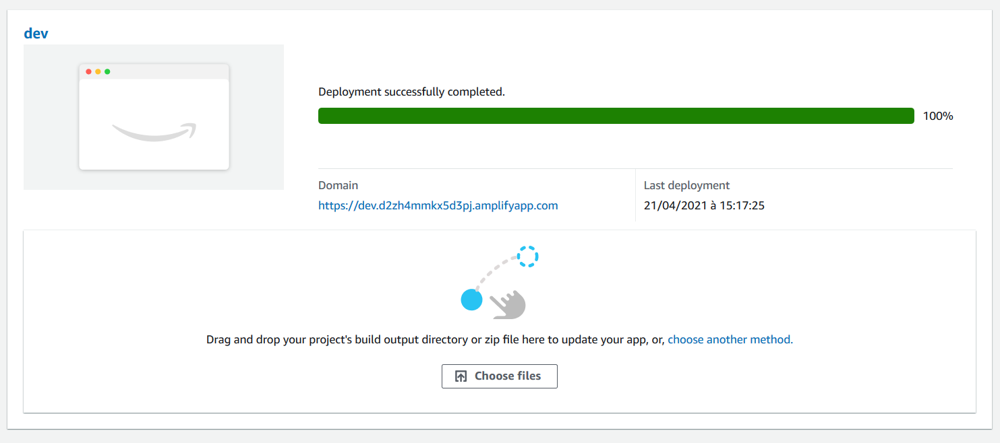 dev
Deployment successfully completed.
100%
Domain
Last deployment
https://dev.d2zh4mmkx5d3pj.amplifyapp.com
21/04/2021 à 15:17:25
Drag and drop your project's build output directory or zip file here to update your app, or, choose another method.
Choose files